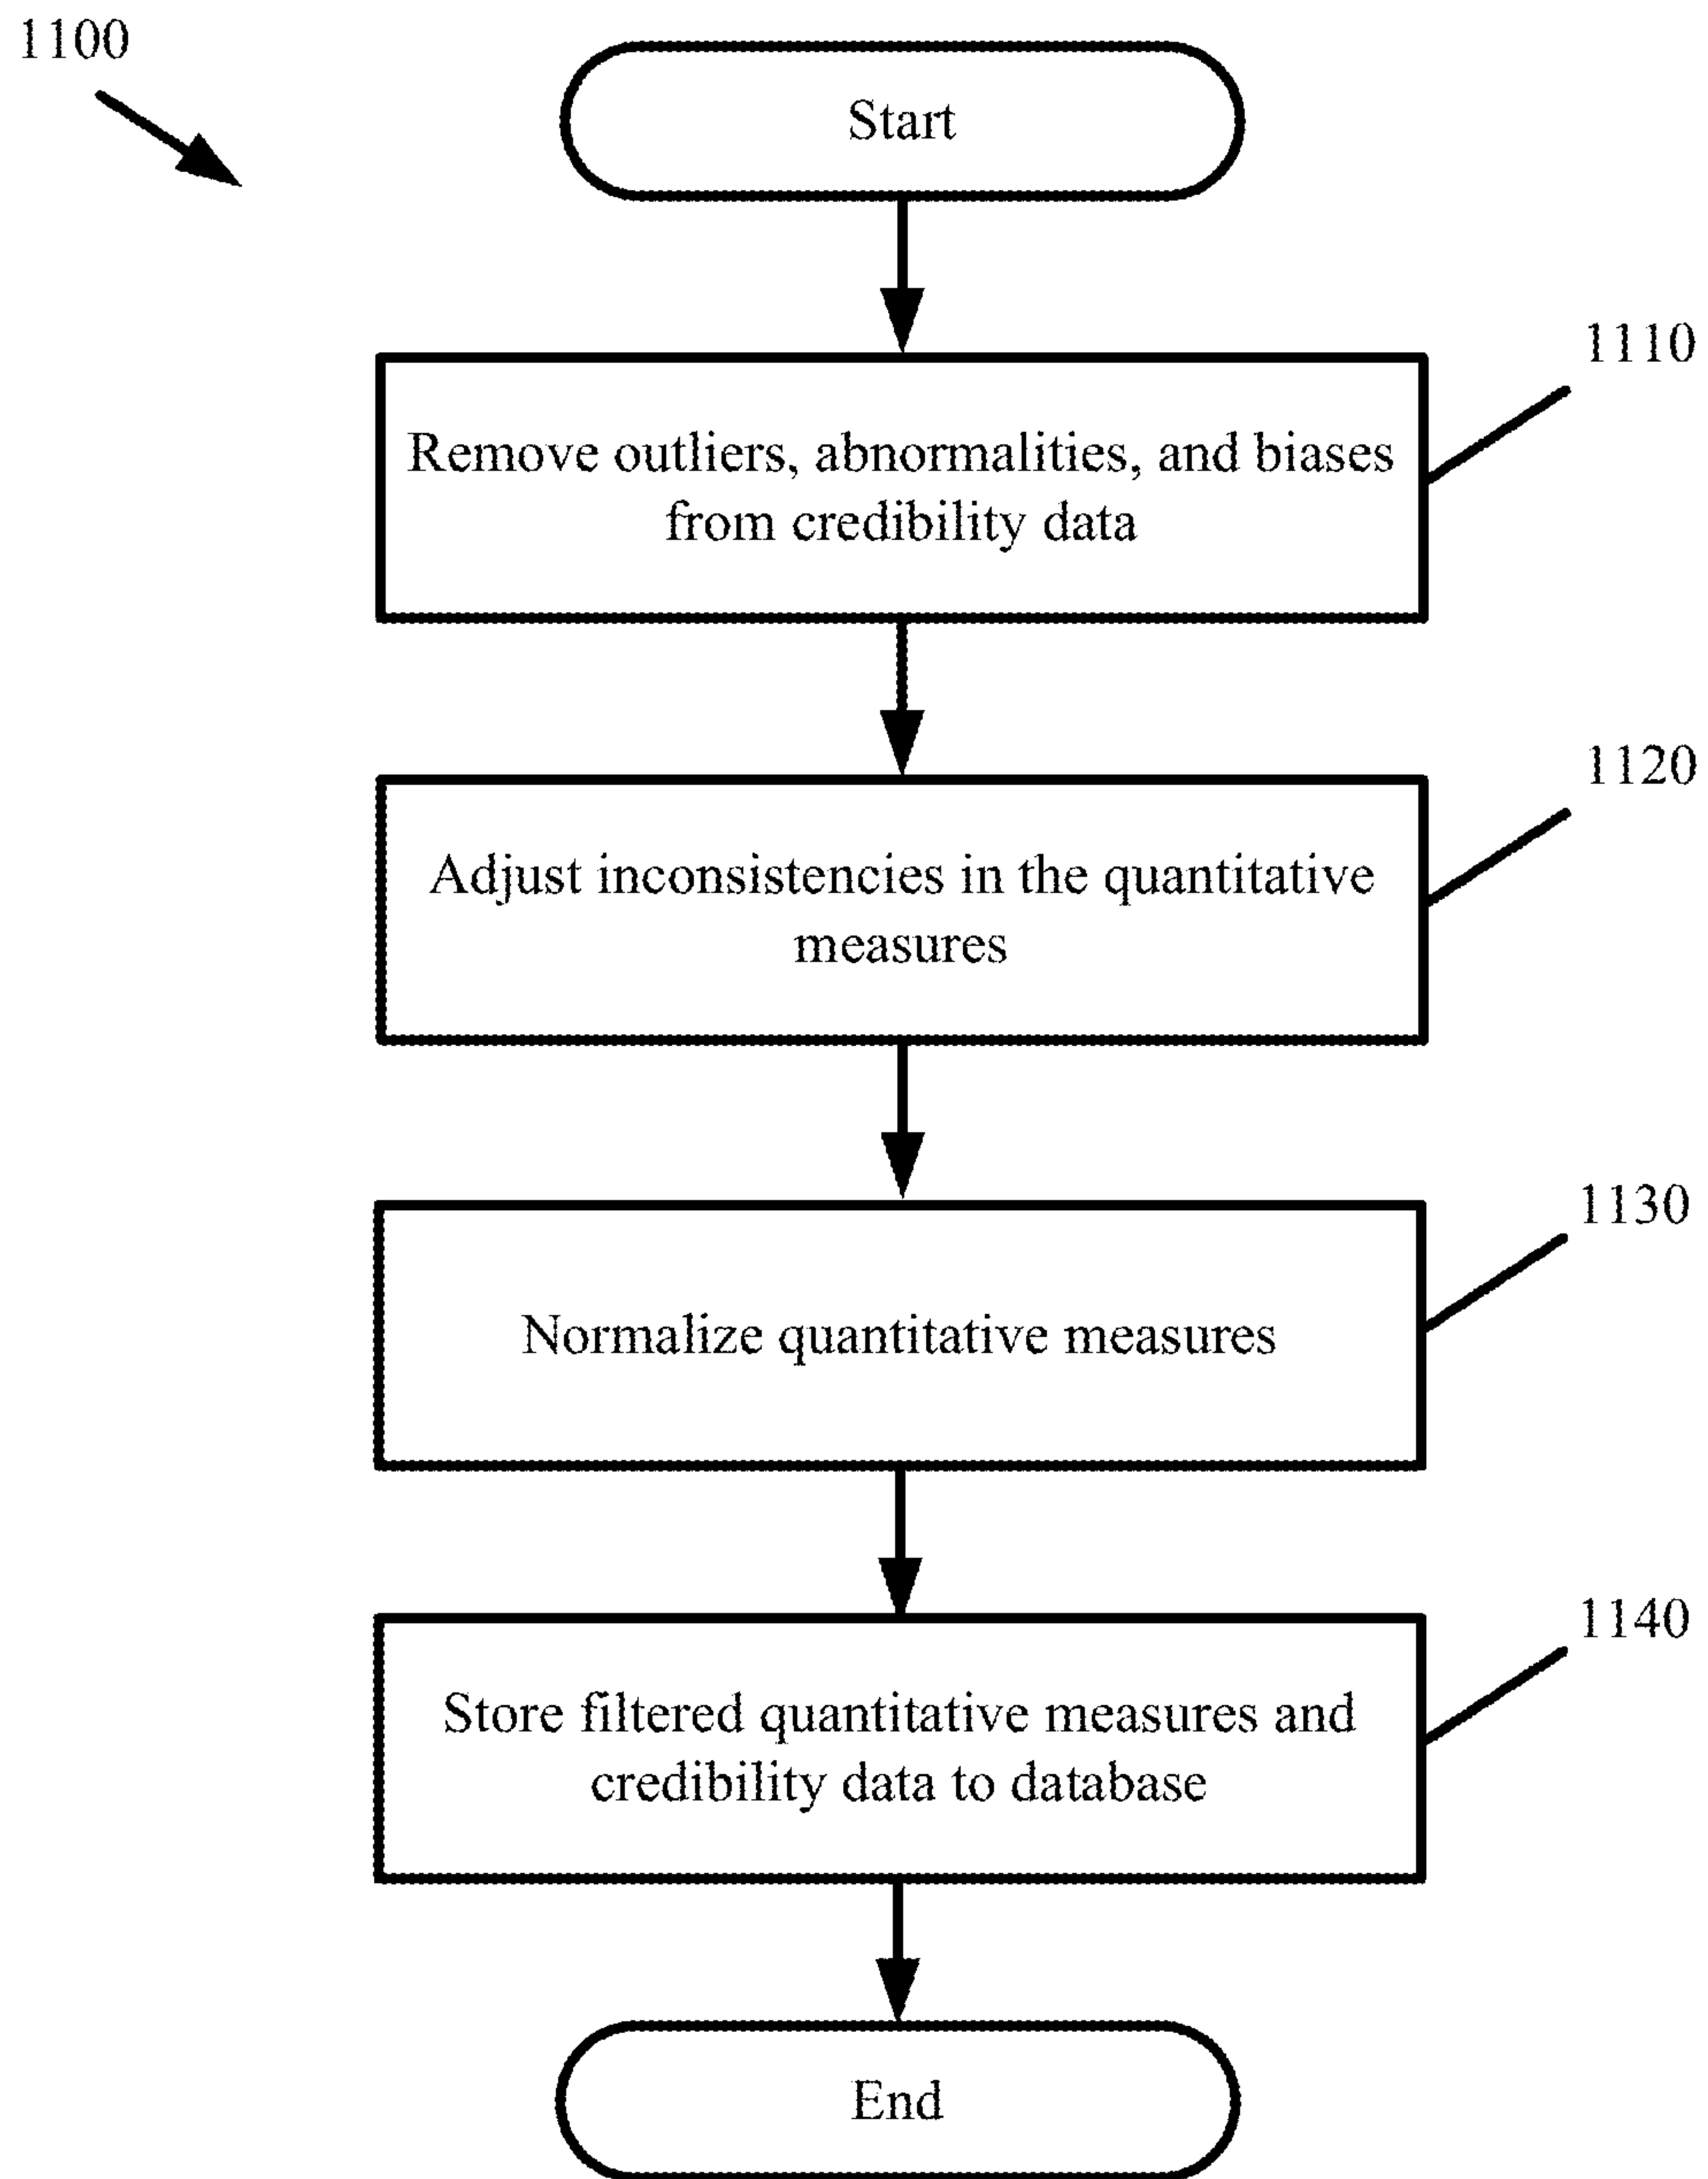 1100
Start
1110
Remove outliers, abnormalities, and biases
from credibility data
1120
Adjust inconsistencies in the quantitative
measures
1130
Normalize quantitative measures
1140
Store filtered quantitative measures and
credibility data to database
End